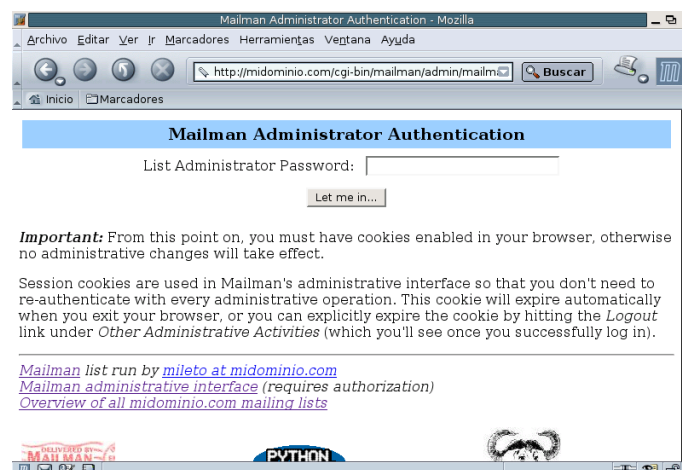 Mailman Administrator Authentication - Mozilla
Archivo Editar Ver Ir Marcadores Herramientas Ventana Ayuda
http://midominio.com/cgi-bin/mailman/admin/mailma
Buscar
Inicio Marcadores
Mailman Administrator Authentication
List Administrator Password:
Let me in...
Important: From this point on, you must have cookies enabled in your browser, otherwise
no administrative changes will take effect.
Session cookies are used in Mailman's administrative interface so that you don't need to
re-authenticate with every administrative operation. This cookie will expire automatically
when you exit your browser, or you can explicitly expire the cookie by hitting the Logout
link under Other Administrative Activities (which you'll see once you successfully log in).
Mailman list run by mileto at midominio.com
Mailman administrative interface (requires authorization)
Overview of all midominio.com mailing lists
DELIVERED BY
MAILMAN
PYTHON